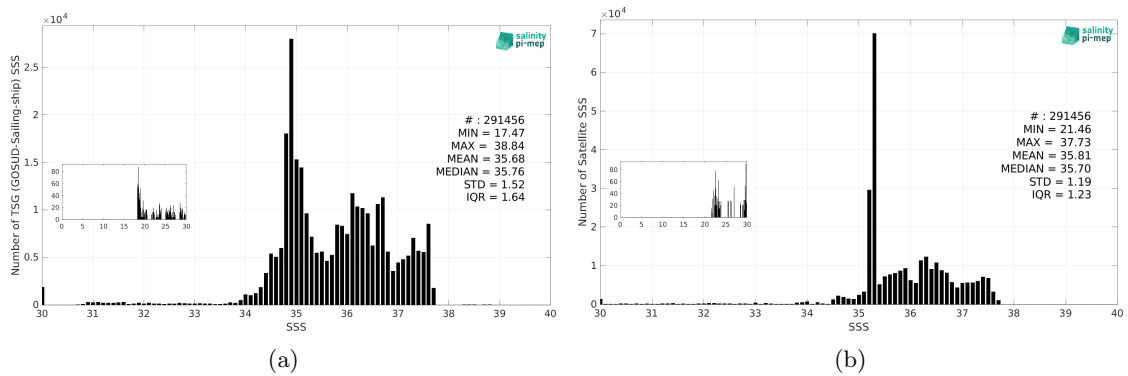 ×10⁴
2.5
2
1.5
1
0.5
0
30 31 32 33 34 35 36 37 38 39 40
SSS
Number of TSG (GOSUD-Sailing-ship) SSS
salinity
pi-mep
# : 291456
MIN = 17.47
MAX = 38.84
MEAN = 35.68
MEDIAN = 35.76
STD = 1.52
IQR = 1.64
80
60
40
20
0
0 5 10 15 20 25 30
(a)
×10⁴
7
6
5
4
3
2
1
0
30 31 32 33 34 35 36 37 38 39 40
SSS
Number of Satellite SSS
salinity
pi-mep
# : 291456
MIN = 21.46
MAX = 37.73
MEAN = 35.81
MEDIAN = 35.70
STD = 1.19
IQR = 1.23
80
60
40
20
0
0 5 10 15 20 25 30
(b)